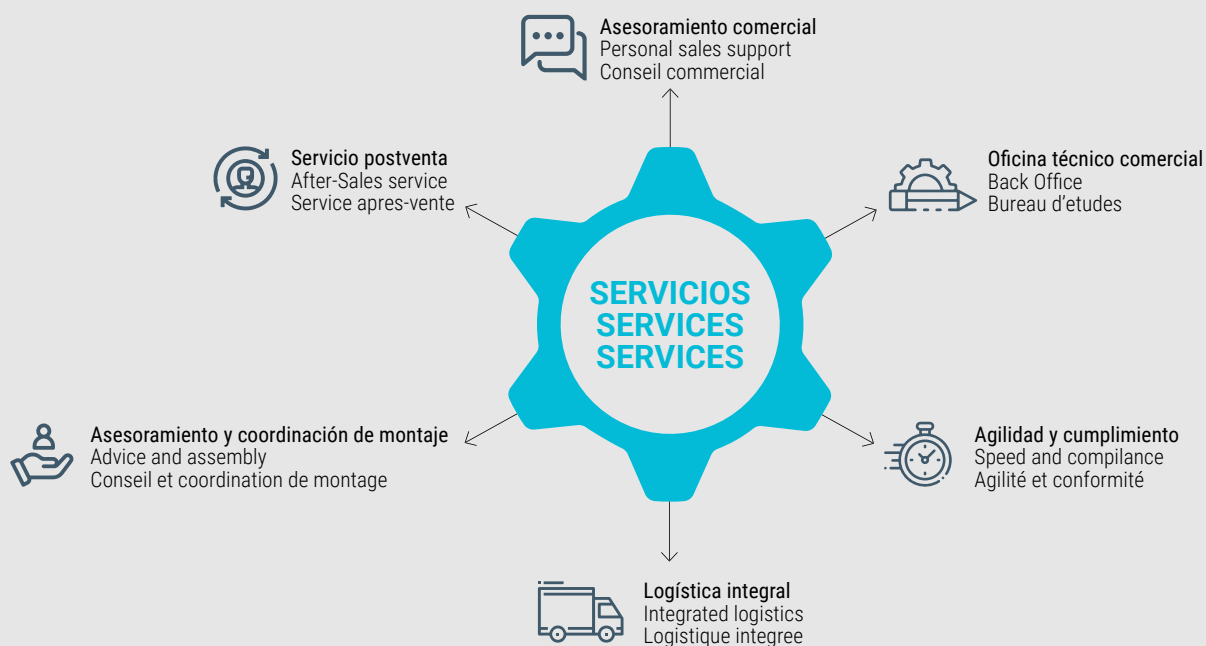 Asesoramiento comercial
Personal sales support
Conseil commercial
Servicio postventa
After-Sales service
Service apres-vente
Oficina técnico comercial
Back Office
Bureau d'etudes
SERVICIOS
SERVICES
SERVICES
Asesoramiento y coordinación de montaje
Advice and assembly
Conseil et coordination de montage
Agilidad y cumplimiento
Speed and compilance
Agilité et conformité
Logística integral
Integrated logistics
Logistique integree